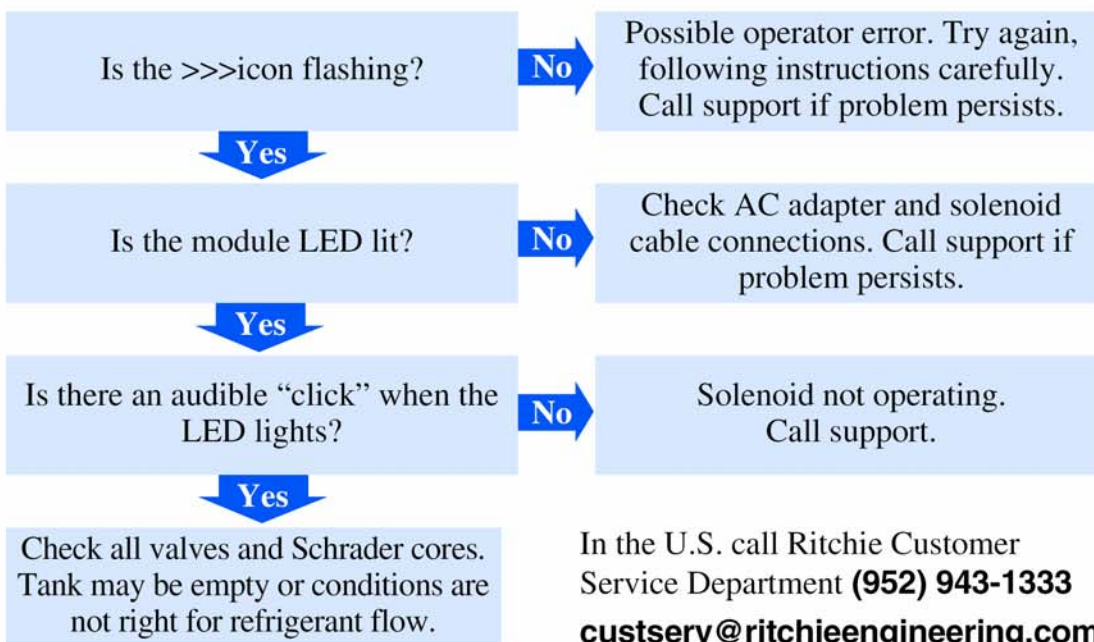 Is the >>>icon flashing?
No
Possible operator error. Try again,
following instructions carefully.
Call support if problem persists.
Yes
Is the module LED lit?
No
Check AC adapter and solenoid
cable connections. Call support if
problem persists.
Yes
Is there an audible “click” when the
LED lights?
No
Solenoid not operating.
Call support.
Yes
Check all valves and Schrader cores.
Tank may be empty or conditions are
not right for refrigerant flow.
In the U.S. call Ritchie Customer
Service Department (952) 943-1333
custserv@ritchieengineering.com